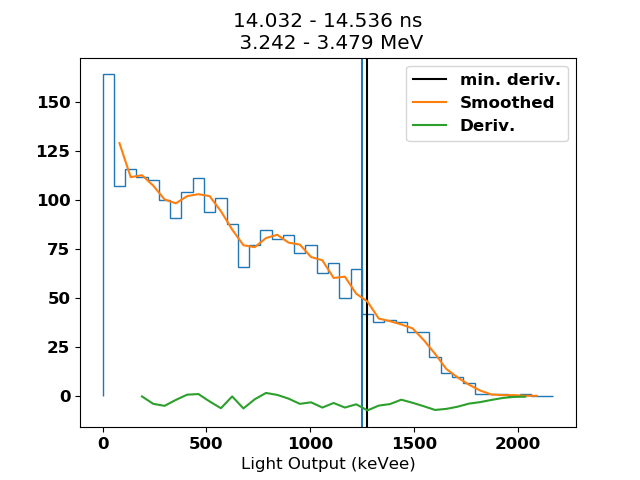 14.032 - 14.536 ns
3.242 - 3.479 MeV
min. deriv.
Smoothed
Deriv.
150
125
100
75
50
25
0
0 500 1000 1500 2000
Light Output (keVee)